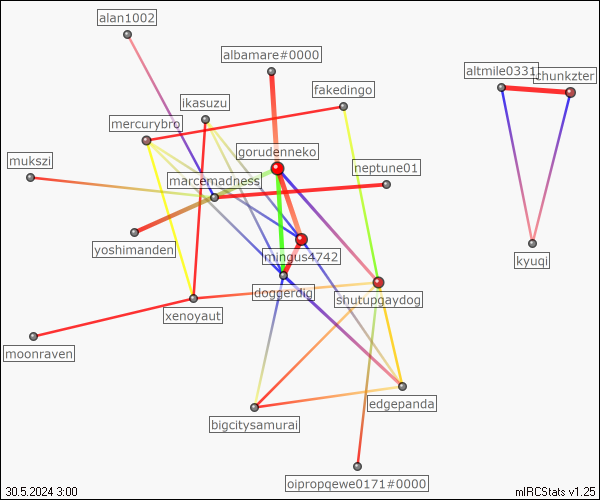 alan1002
albamare#0000
altmile0331
chunkzter
fakedingo
ikasuzu
mercurybro
gorudenneko
mukszi
neptune01
marcemadness
yoshimanden
mingus4742
kyuqi
doggerdig
shutupgaydog
xenoyaut
moonraven
edgepanda
bigcitysamurai
oipropqewe0171#0000
30.5.2024 3:00
mIRCStats v1.25